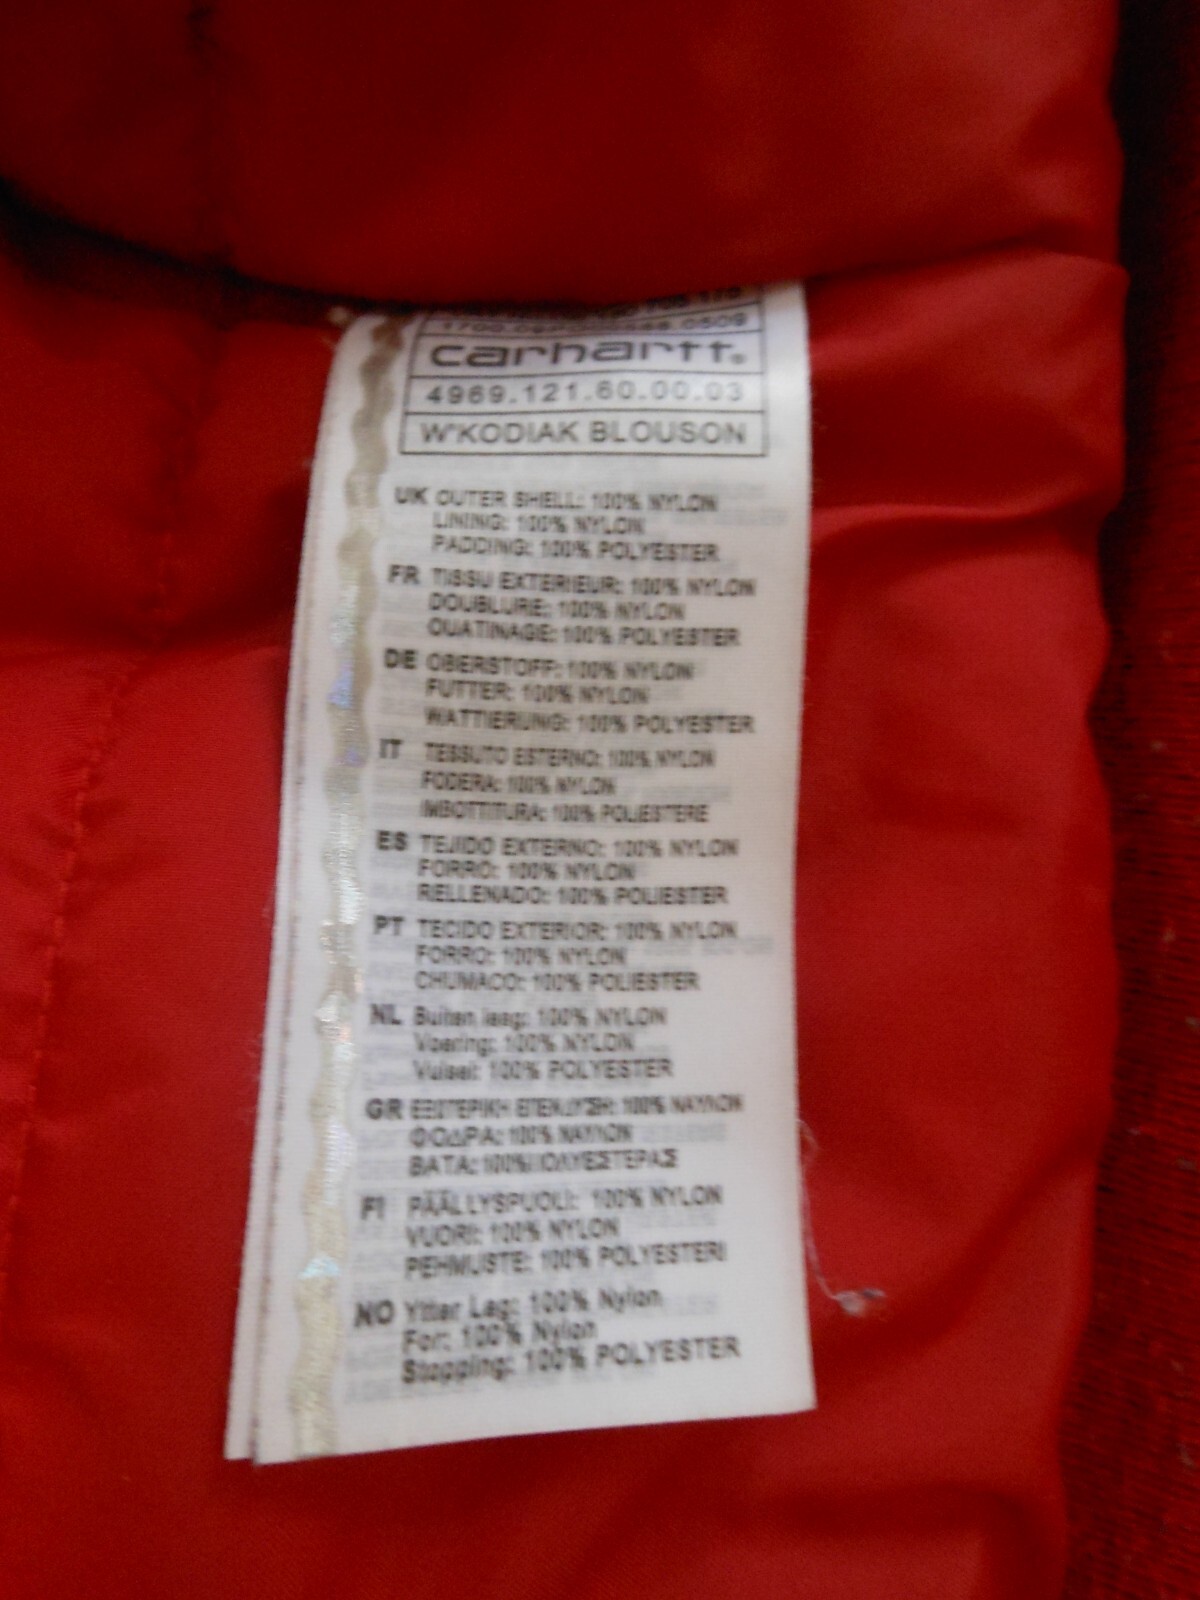 carhartt®
4969.121.60.00.03
W'KODIAK BLOUSON
UK OUTER SHELL: 100% NYLON
LINING: 100% NYLON
PADDING: 100% POLYESTER
FR TISSU EXTERIEUR: 100% NYLON
DOUBLURE: 100% NYLON
OUATINAGE: 100% POLYESTER
DE OBERSTOFF: 100% NYLON
FUTTER: 100% NYLON
WATTIERUNG: 100% POLYESTER
IT TESSUTO ESTERNO: 100% NYLON
FODERA: 100% NYLON
IMBOTTITURA: 100% POLIESTERE
ES TEJIDO EXTERNO: 100% NYLON
FORRO: 100% NYLON
RELLENADO: 100% POLIESTER
PT TECIDO EXTERIOR: 100% NYLON
FORRO: 100% NYLON
CHUMACO: 100% POLIESTER
NL Buiten laag: 100% NYLON
Voering: 100% NYLON
Vulsel: 100% POLYESTER
GR ΕΞΩΤΕΡΙΚΗ ΕΠΕΝΔΥΣΗ: 100% ΝΑΥΛΟΝ
ΦΟΔΡΑ: 100% ΝΑΥΛΟΝ
ΒΑΤΑ: 100% ΠΟΛΥΕΣΤΕΡΑΣ
FI PÄÄLLYSPUOLI: 100% NYLON
VUORI: 100% NYLON
PEHMUSTE: 100% POLYESTERI
NO Ytter Lag: 100% Nylon
For: 100% Nylon
Stopping: 100% POLYESTER